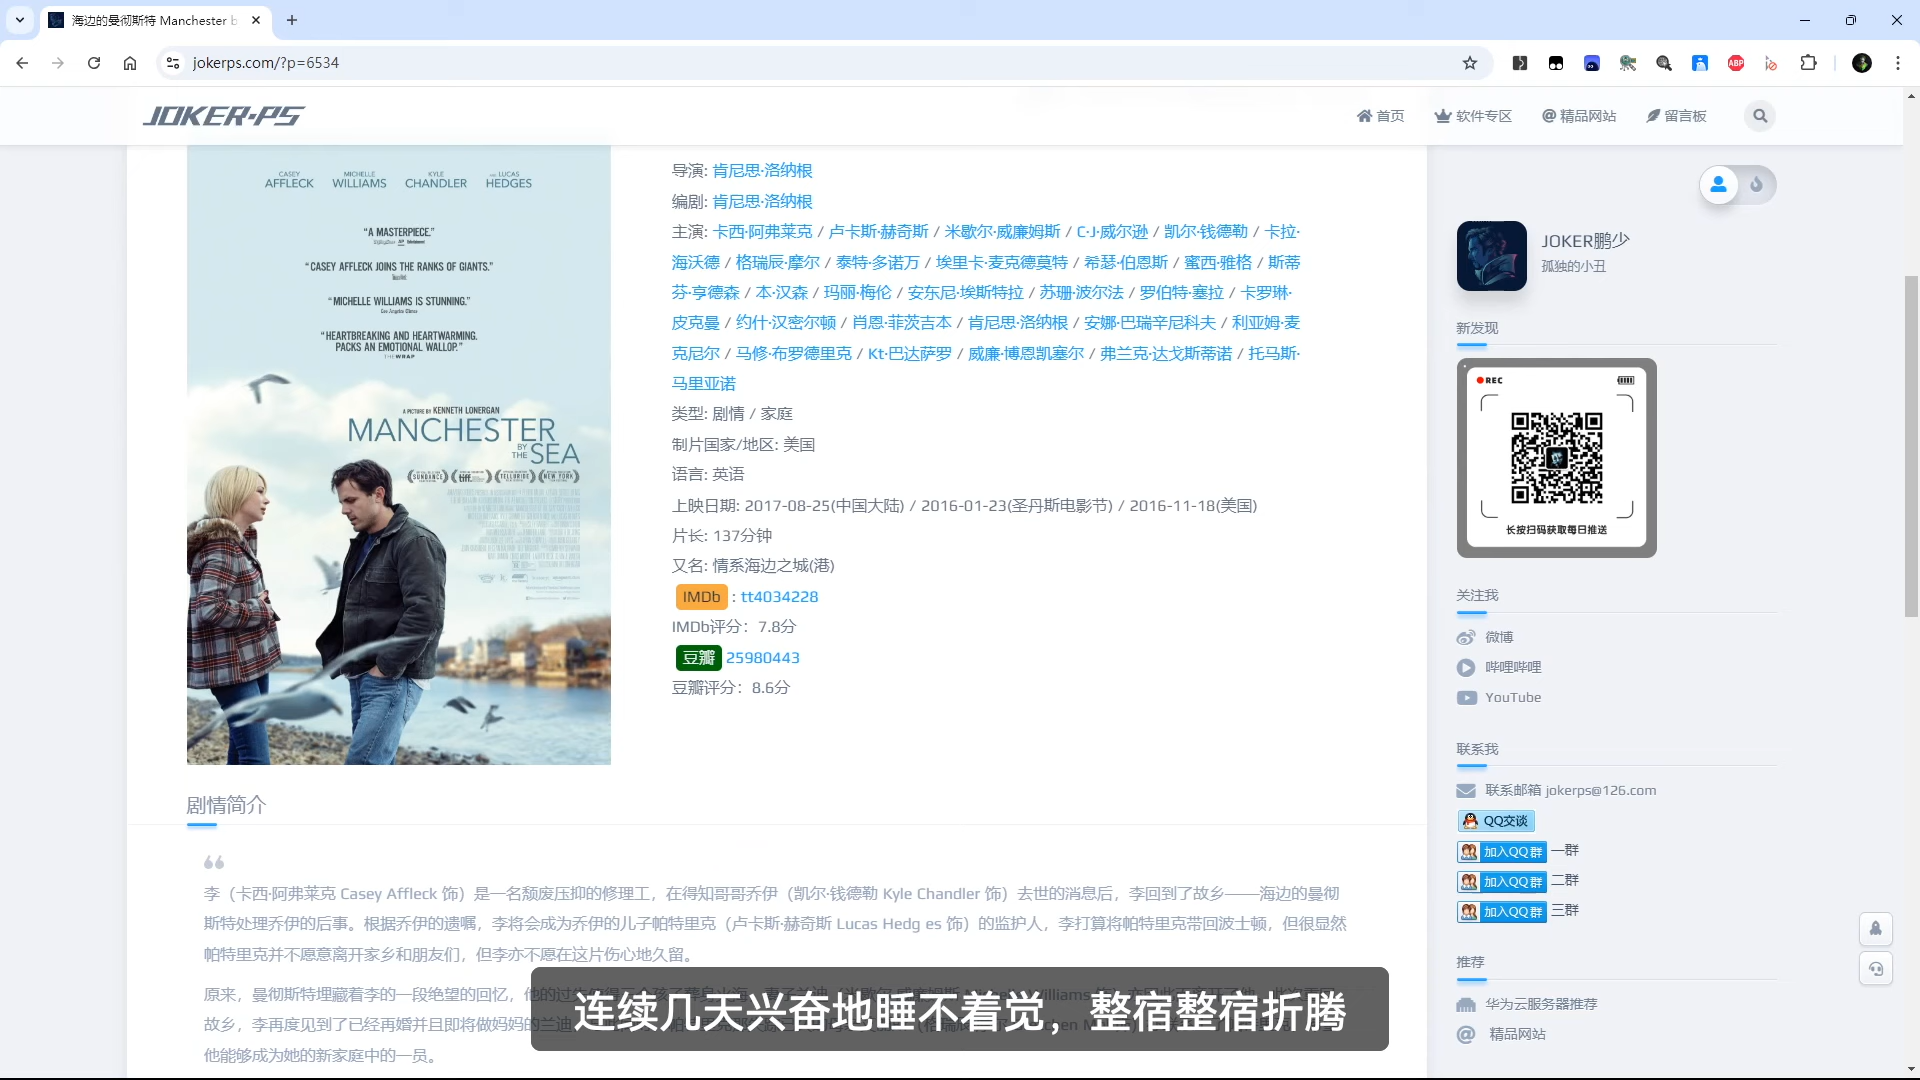 海边的曼彻斯特 Manchester b
jokerps.com/?p=6534
JOKER·PS
首页
软件专区
精品网站
留言板
CASEY AFFLECK MICHELLE WILLIAMS KYLE CHANDLER AND LUCAS HEDGES
"A MASTERPIECE."
"CASEY AFFLECK JOINS THE RANKS OF GIANTS."
"MICHELLE WILLIAMS IS STUNNING."
Los Angeles Times
"HEARTBREAKING AND HEARTWARMING.
PACKS AN EMOTIONAL WALLOP."
THE WRAP
A PICTURE BY KENNETH LONERGAN
MANCHESTER
BY THE SEA
SUNDANCE tiff TELLURIDE NEW YORK
导演: 肯尼思·洛纳根
编剧: 肯尼思·洛纳根
主演: 卡西·阿弗莱克 / 卢卡斯·赫奇斯 / 米歇尔·威廉姆斯 / C·J·威尔逊 / 凯尔·钱德勒 / 卡拉·
海沃德 / 格瑞辰·摩尔 / 泰特·多诺万 / 埃里卡·麦克德莫特 / 希瑟·伯恩斯 / 蜜西·雅格 / 斯蒂
芬·亨德森 / 本·汉森 / 玛丽·梅伦 / 安东尼·埃斯特拉 / 苏珊·波尔法 / 罗伯特·塞拉 / 卡罗琳·
皮克曼 / 约什·汉密尔顿 / 肖恩·菲茨吉本 / 肯尼思·洛纳根 / 安娜·巴瑞辛尼科夫 / 利亚姆·麦
克尼尔 / 马修·布罗德里克 / Kt·巴达萨罗 / 威廉·博恩凯塞尔 / 弗兰克·达戈斯蒂诺 / 托马斯·
马里亚诺
类型: 剧情 / 家庭
制片国家/地区: 美国
语言: 英语
上映日期: 2017-08-25(中国大陆) / 2016-01-23(圣丹斯电影节) / 2016-11-18(美国)
片长: 137分钟
又名: 情系海边之城(港)
IMDb : tt4034228
IMDb评分：7.8分
豆瓣 25980443
豆瓣评分：8.6分
剧情简介
李（卡西·阿弗莱克 Casey Affleck 饰）是一名颓废压抑的修理工，在得知哥哥乔伊（凯尔·钱德勒 Kyle Chandler 饰）去世的消息后，李回到了故乡——海边的曼彻
斯特处理乔伊的后事。根据乔伊的遗嘱，李将会成为乔伊的儿子帕特里克（卢卡斯·赫奇斯 Lucas Hedg es 饰）的监护人，李打算将帕特里克带回波士顿，但很显然
帕特里克并不愿意离开家乡和朋友们，但李亦不愿在这片伤心地久留。
原来，曼彻斯特埋藏着李的一段绝望的回忆，
故乡，李再度见到了已经再婚并且即将做妈妈的兰迪
他能够成为她的新家庭中的一员。
连续几天兴奋地睡不着觉，整宿整宿折腾
JOKER鹏少
孤独的小丑
新发现
REC
长按扫码获取每日推送
关注我
微博
哔哩哔哩
YouTube
联系我
联系邮箱 jokerps@126.com
QQ交谈
加入QQ群 一群
加入QQ群 二群
加入QQ群 三群
推荐
华为云服务器推荐
精品网站
ABP